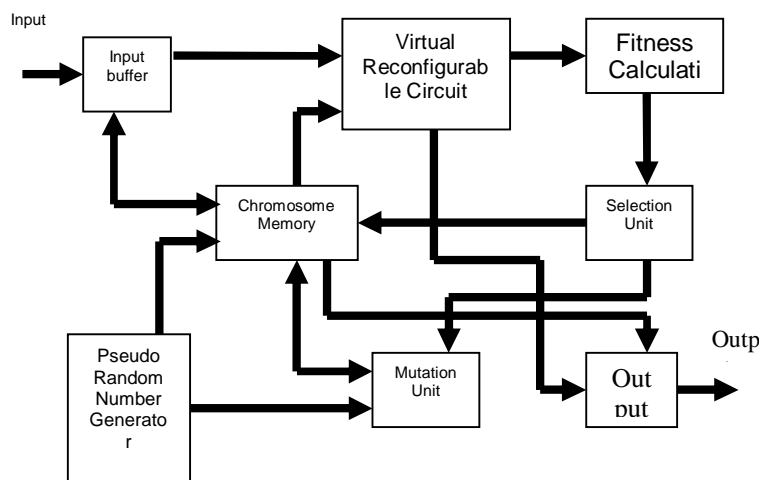 Input
Input
buffer
Virtual
Reconfigurab
le Circuit
Fitness
Calculati
Chromosome
Memory
Selection
Unit
Pseudo
Random
Number
Generato
r
Mutation
Unit
Out
put
Outp